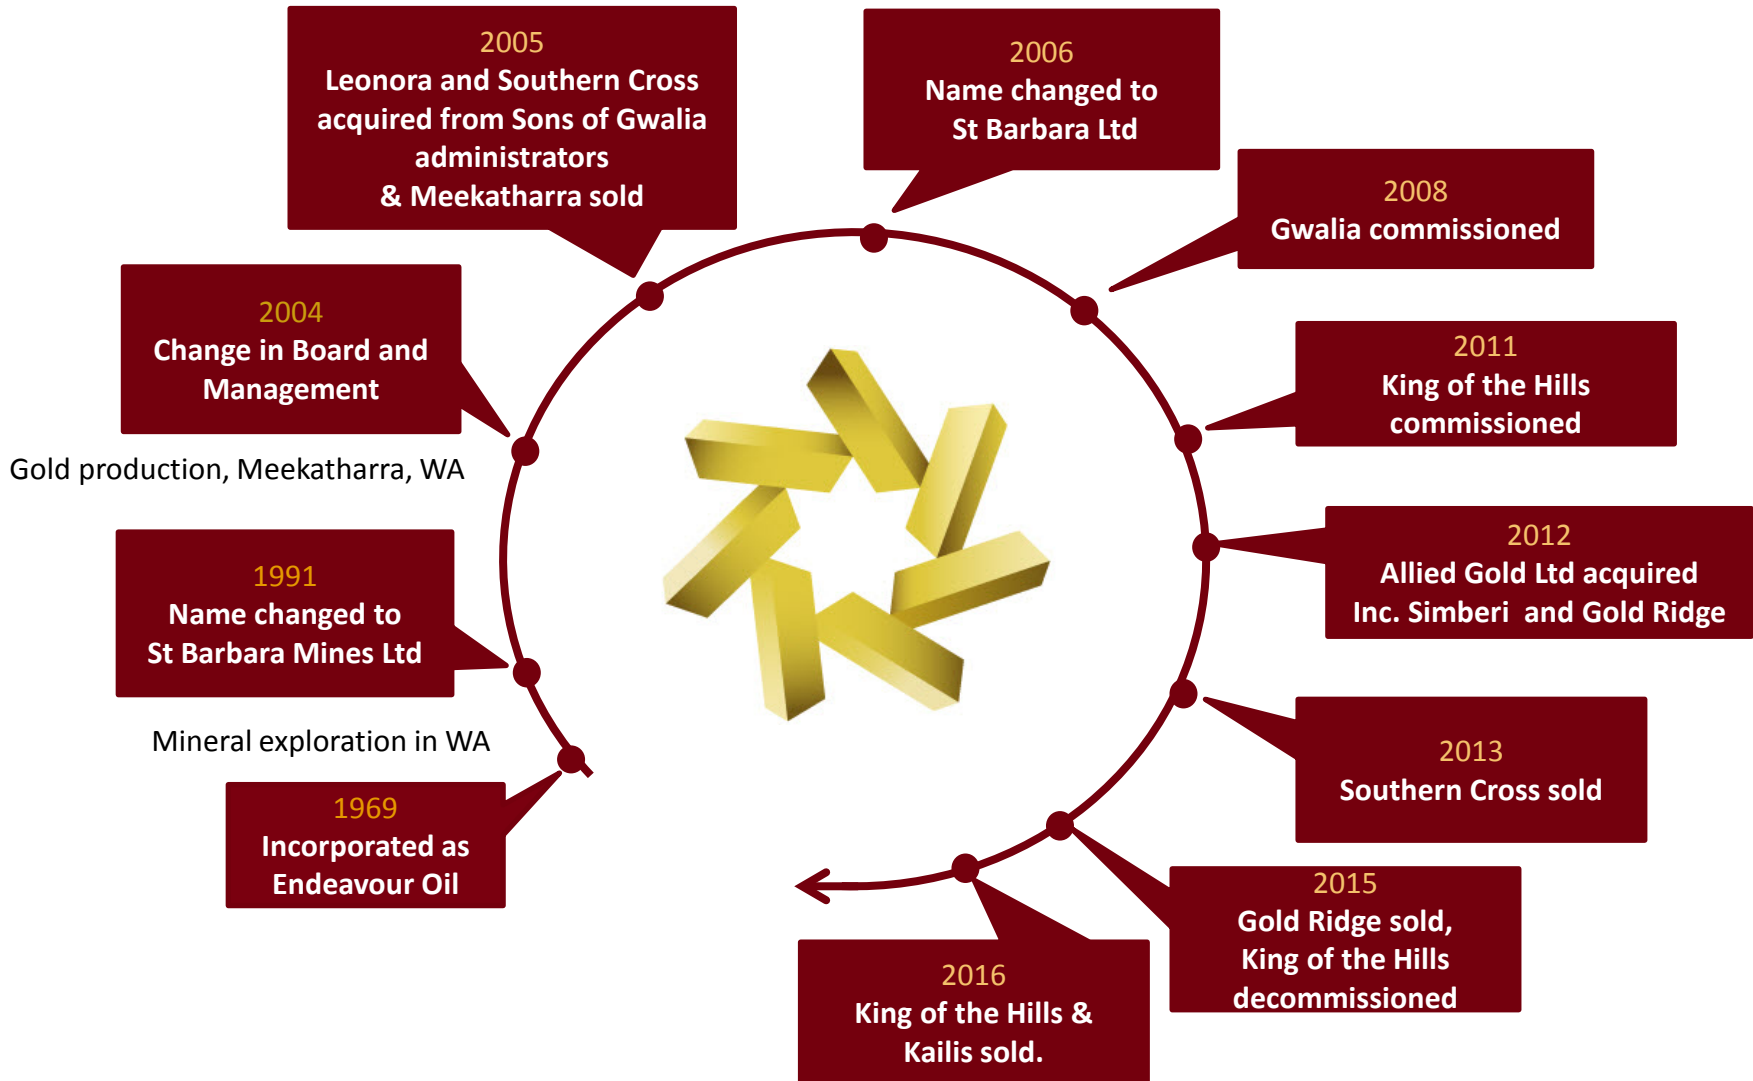 1969
Incorporated as
Endeavour Oil
Mineral exploration in WA
1991
Name changed to
St Barbara Mines Ltd
Gold production, Meekatharra, WA
2004
Change in Board and
Management
2005
Leonora and Southern Cross
acquired from Sons of Gwalia
administrators
& Meekatharra sold
2006
Name changed to
St Barbara Ltd
2008
Gwalia commissioned
2011
King of the Hills
commissioned
2012
Allied Gold Ltd acquired
Inc. Simberi and Gold Ridge
2013
Southern Cross sold
2015
Gold Ridge sold,
King of the Hills
decommissioned
2016
King of the Hills &
Kailis sold.